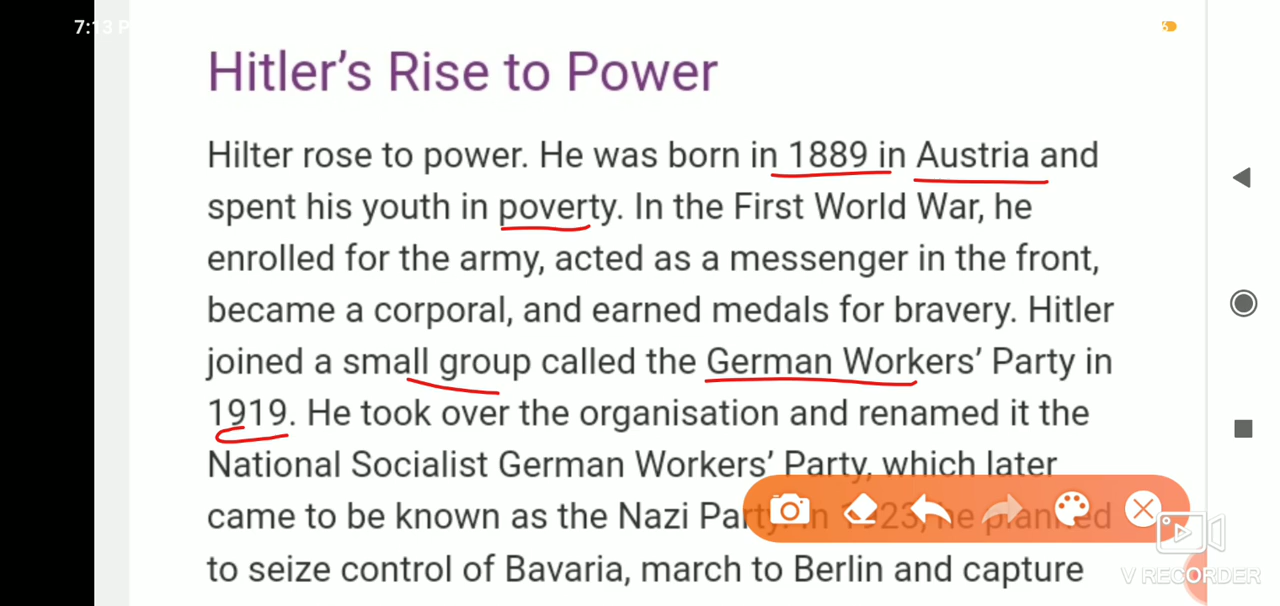 7:13 P
Hitler’s Rise to Power
Hilter rose to power. He was born in 1889 in Austria and
spent his youth in poverty. In the First World War, he
enrolled for the army, acted as a messenger in the front,
became a corporal, and earned medals for bravery. Hitler
joined a small group called the German Workers’ Party in
1919. He took over the organisation and renamed it the
National Socialist German Workers’ Party, which later
came to be known as the Nazi Party. In 1923, he planned
to seize control of Bavaria, march to Berlin and capture
V RECORDER